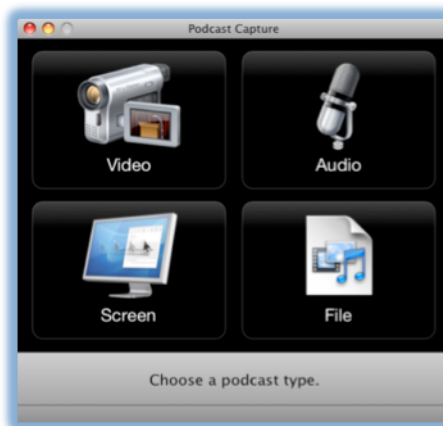 Podcast Capture
Video
Audio
Screen
File
Choose a podcast type.